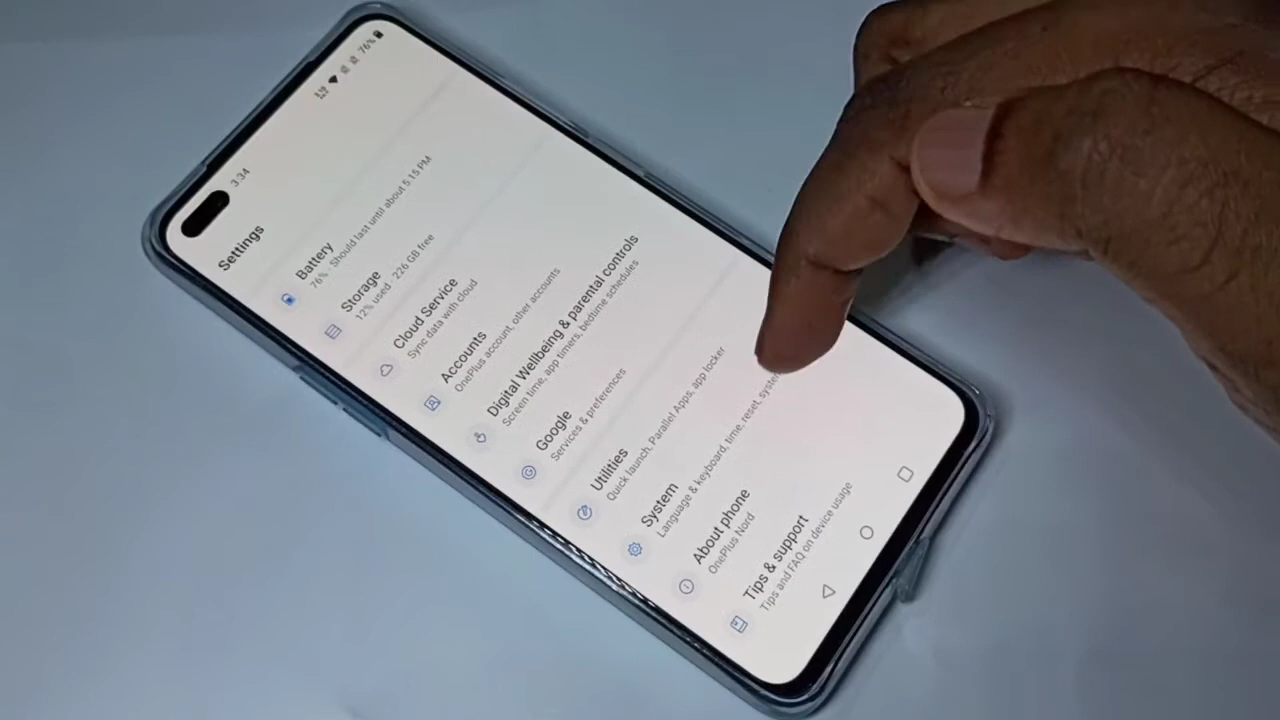 3:34
76%
Settings
Battery
76% · Should last until about 5:15 PM
Storage
12% used · 226 GB free
Cloud Service
Sync data with cloud
Accounts
OnePlus account, other accounts
Digital Wellbeing & parental controls
Screen time, app timers, bedtime schedules
Google
Services & preferences
Utilities
Quick launch, Parallel Apps, app locker
System
Language & keyboard, time, reset, system
About phone
OnePlus Nord
Tips & support
Tips and FAQ on device usage